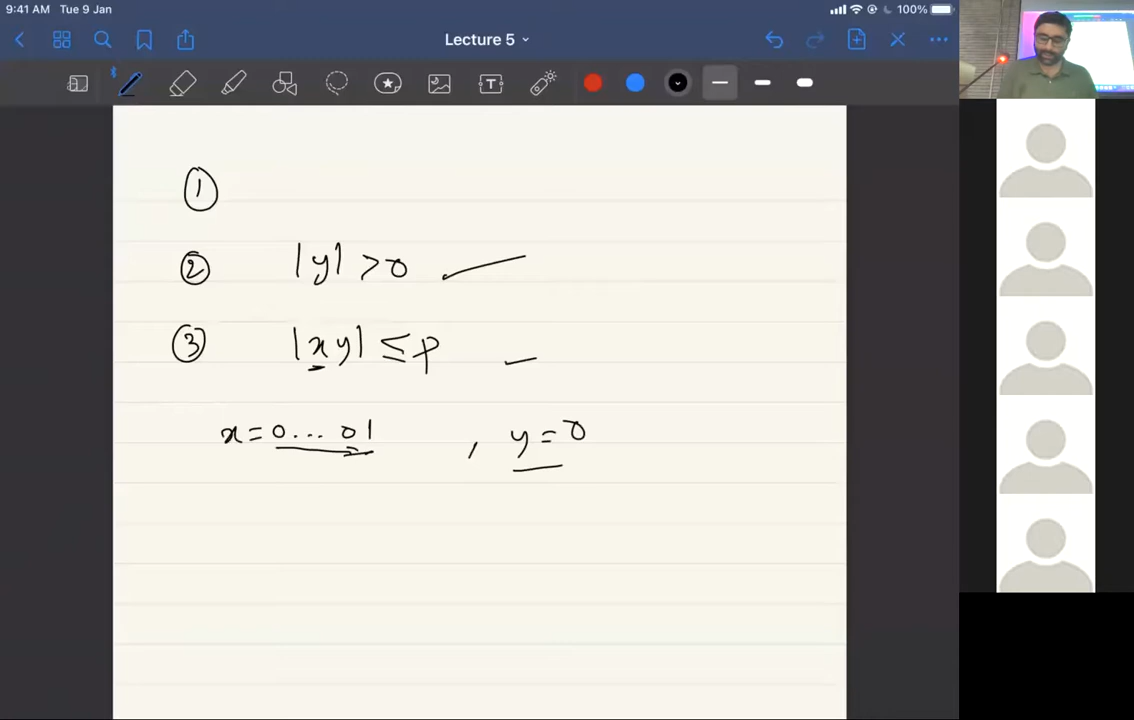 9:41 AM Tue 9 Jan
100%
Lecture 5
T
①
② |y| > 0
③ |xy| ≤ p
x = 0...01 , y = 0